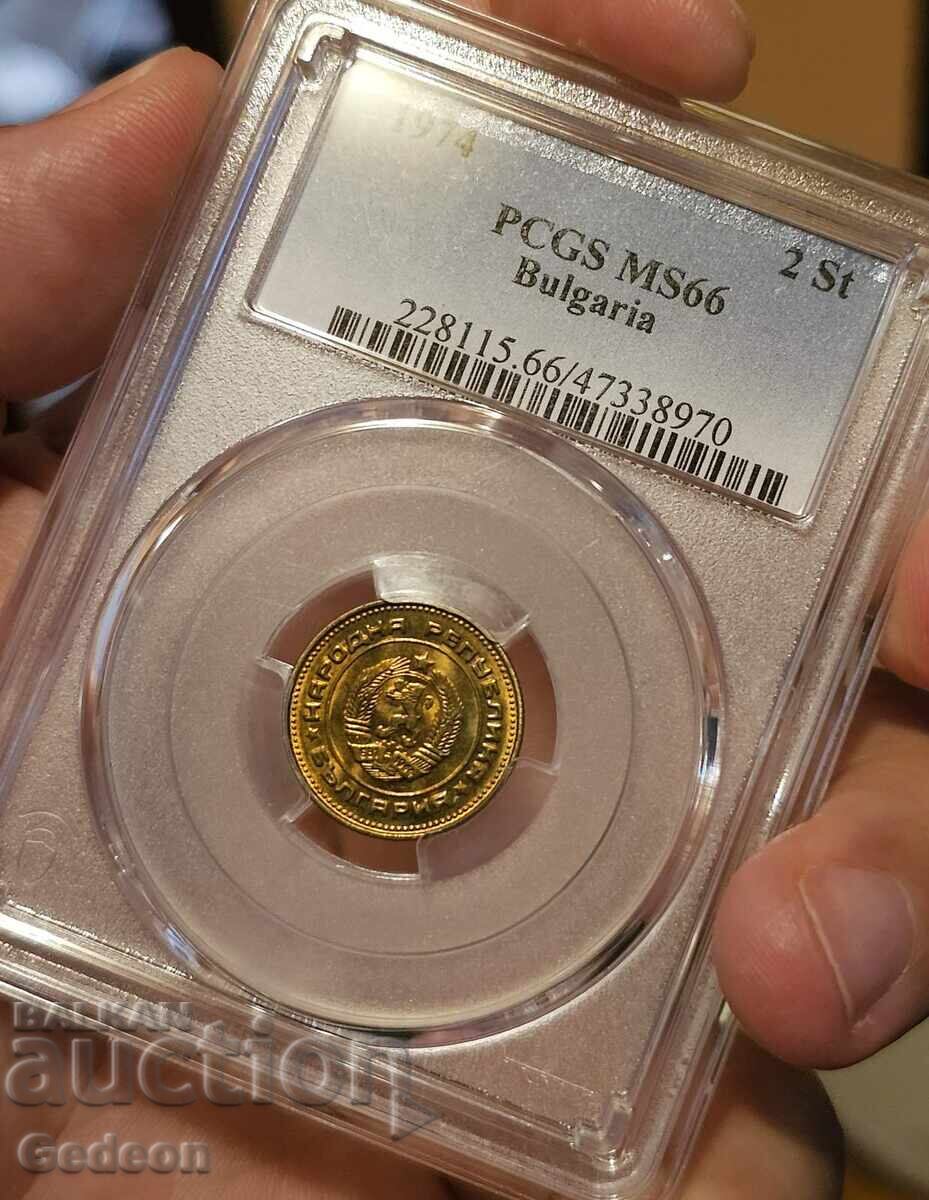 1974
2 St
PCGS MS66
Bulgaria
228115.66/47338970
НАРОДНА РЕПУБЛИКА
БЪЛГАРИЯ
BALKAN
auction
Gedeon